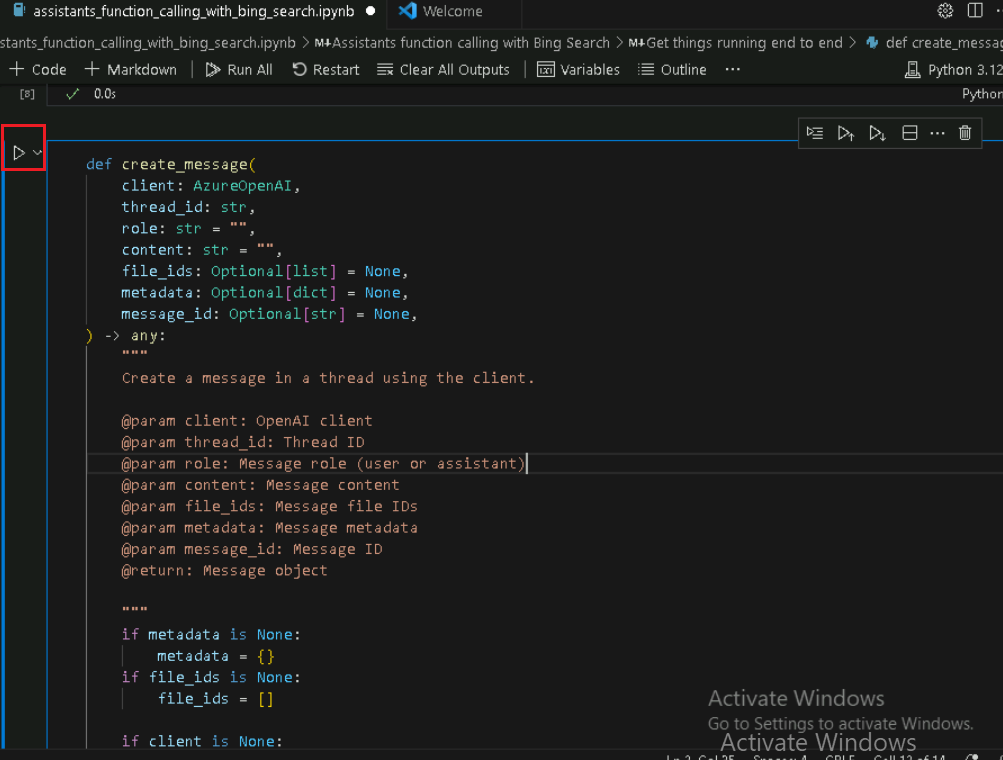 assistants_function_calling_with_bing_search.ipynb ● Welcome
stants_function_calling_with_bing_search.ipynb > M↓Assistants function calling with Bing Search > M↓Get things running end to end > def create_messag
+ Code + Markdown | Run All Restart Clear All Outputs | Variables Outline ··· Python 3.12
[8] ✓ 0.0s Python
def create_message(
client: AzureOpenAI,
thread_id: str,
role: str = "",
content: str = "",
file_ids: Optional[list] = None,
metadata: Optional[dict] = None,
message_id: Optional[str] = None,
) -> any:
"""
Create a message in a thread using the client.
@param client: OpenAI client
@param thread_id: Thread ID
@param role: Message role (user or assistant)
@param content: Message content
@param file_ids: Message file IDs
@param metadata: Message metadata
@param message_id: Message ID
@return: Message object
"""
if metadata is None:
metadata = {}
if file_ids is None:
file_ids = []
if client is None:
Activate Windows
Go to Settings to activate Windows.
Activate Windows